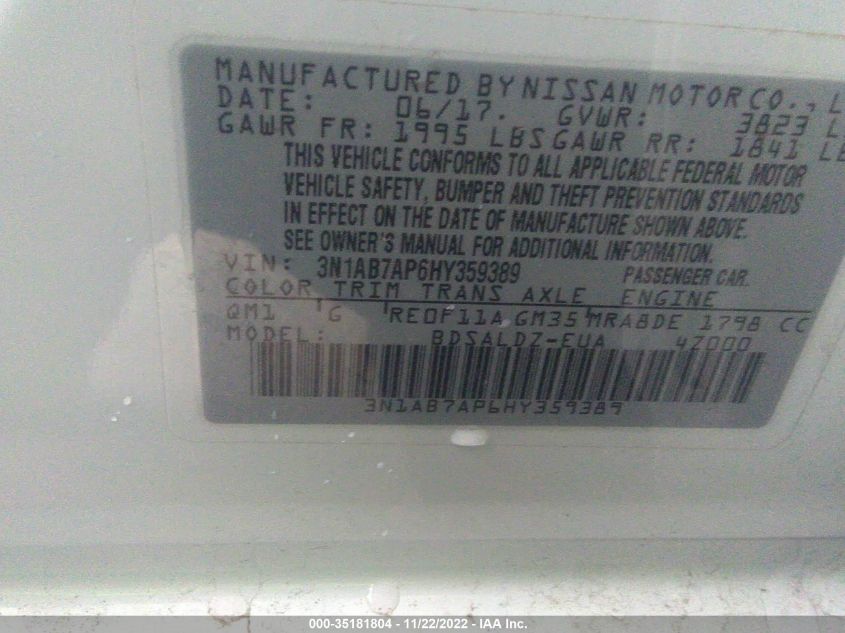 MANUFACTURED BY NISSAN MOTOR CO., L
DATE: 06/17. GVWR: 3823 L
GAWR FR: 1995 LBS GAWR RR: 1841 LB
THIS VEHICLE CONFORMS TO ALL APPLICABLE FEDERAL MOTOR
VEHICLE SAFETY, BUMPER AND THEFT PREVENTION STANDARDS
IN EFFECT ON THE DATE OF MANUFACTURE SHOWN ABOVE.
SEE OWNER'S MANUAL FOR ADDITIONAL INFORMATION.
VIN: 3N1AB7AP6HY359389 PASSENGER CAR.
COLOR TRIM TRANS AXLE ENGINE
QM1 G RE0F11A GM35 MRA8DE 1798 CC
MODEL: BDSALDZ-EUA 4Z000
3N1AB7AP6HY359389
000-35181804 - 11/22/2022 - IAA Inc.